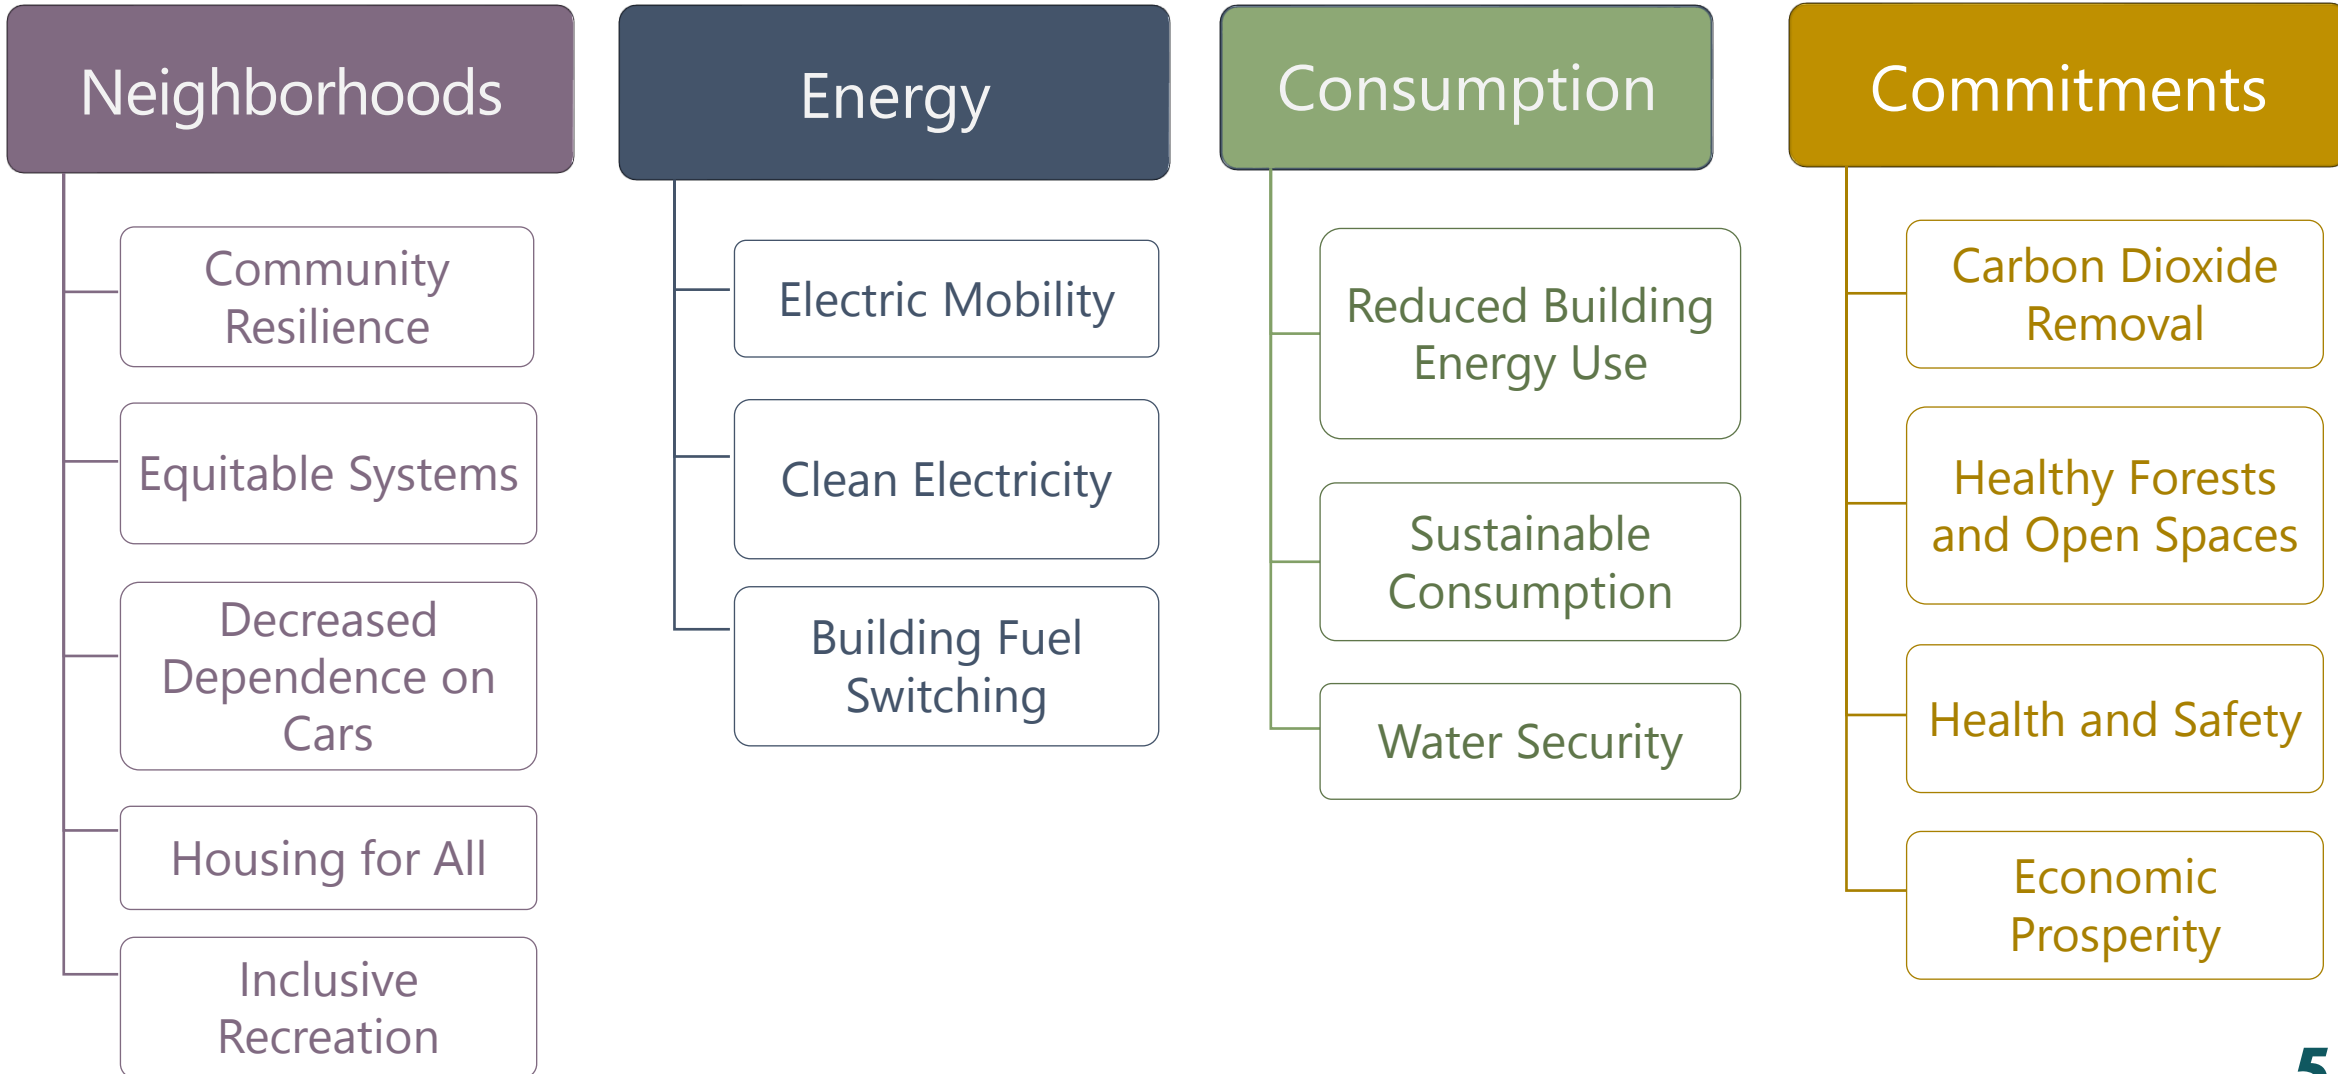 Neighborhoods
Community
Resilience
Equitable Systems
Decreased
Dependence on
Cars
Housing for All
Inclusive
Recreation
Energy
Electric Mobility
Clean Electricity
Building Fuel
Switching
Consumption
Reduced Building
Energy Use
Sustainable
Consumption
Water Security
Commitments
Carbon Dioxide
Removal
Healthy Forests
and Open Spaces
Health and Safety
Economic
Prosperity
5